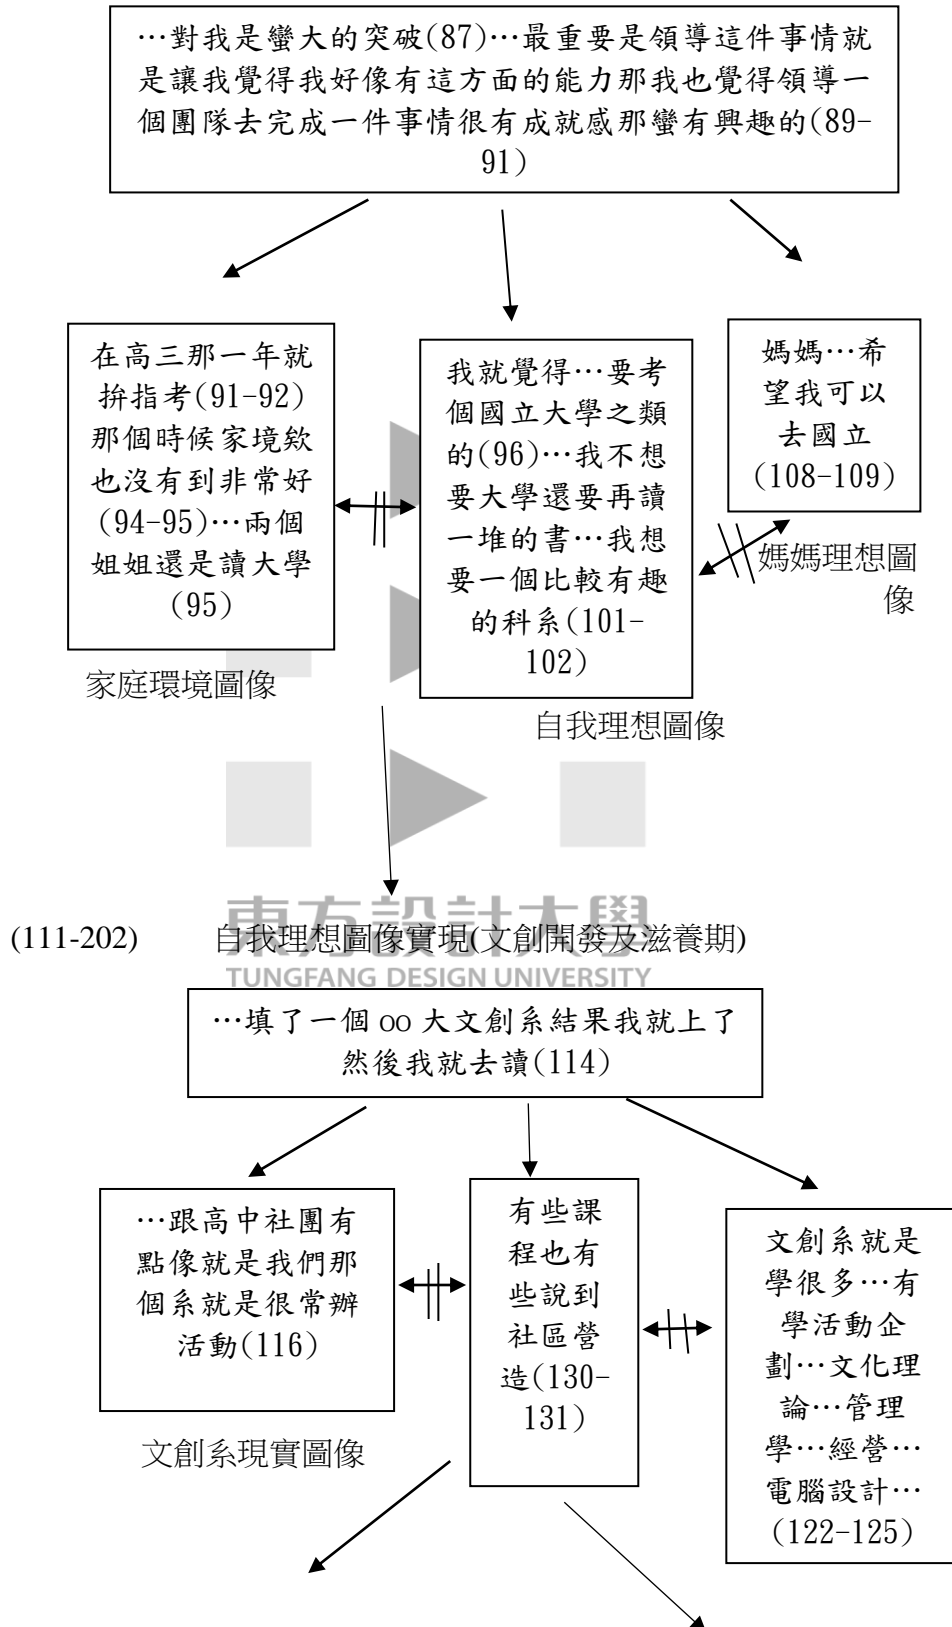 …對我是蠻大的突破(87)…最重要是領導這件事情就
是讓我覺得我好像有這方面的能力那我也覺得領導一
個團隊去完成一件事情很有成就感那蠻有興趣的(89-
91)
在高三那一年就
拚指考(91-92)
那個時候家境欸
也沒有到非常好
(94-95)…兩個
姐姐還是讀大學
(95)
家庭環境圖像
我就覺得…要考
個國立大學之類
的(96)…我不想
要大學還要再讀
一堆的書…我想
要一個比較有趣
的科系(101-
102)
自我理想圖像
媽媽…希
望我可以
去國立
(108-109)
媽媽理想圖
像
東方設計大學
TUNGFANG DESIGN UNIVERSITY
(111-202) 自我理想圖像實現(文創開發及滋養期)
…填了一個 oo 大文創系結果我就上了
然後我就去讀(114)
…跟高中社團有
點像就是我們那
個系就是很常辦
活動(116)
文創系現實圖像
有些課
程也有
些說到
社區營
造(130-
131)
文創系就是
學很多…有
學活動企
劃…文化理
論…管理
學…經營…
電腦設計…
(122-125)